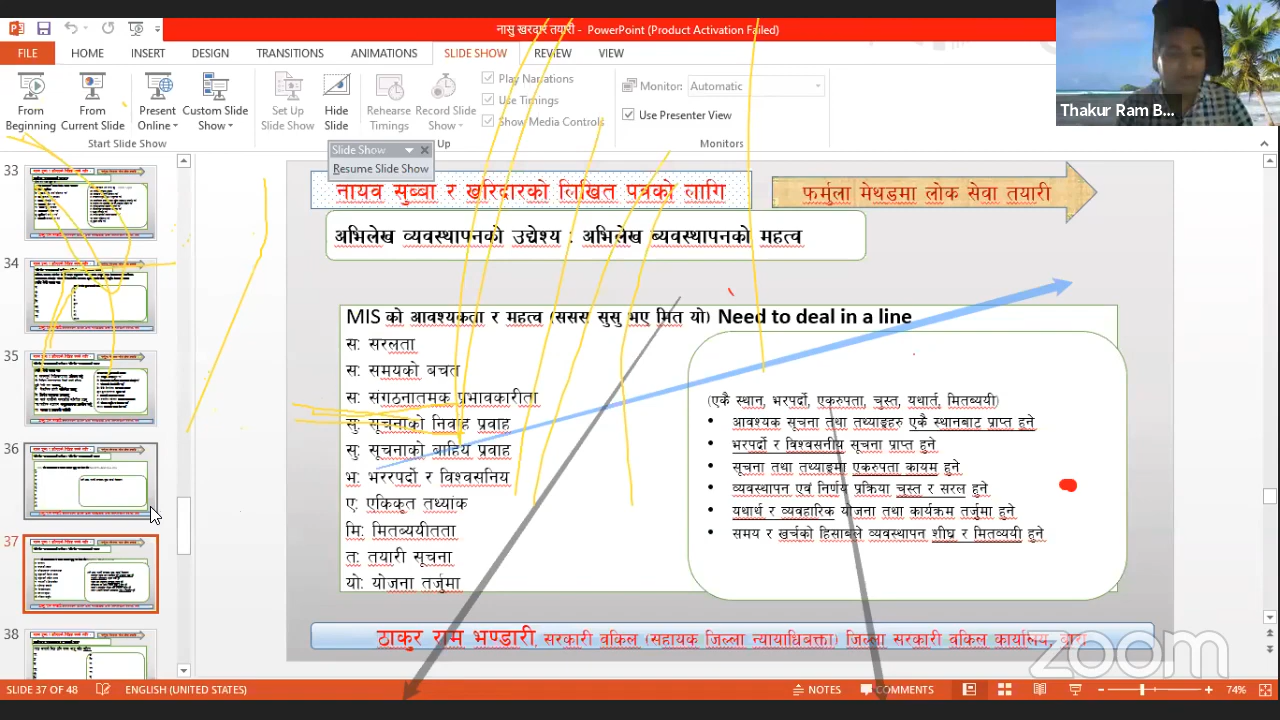 नासु खरदार तयारी - PowerPoint (Product Activation Failed)
FILE HOME INSERT DESIGN TRANSITIONS ANIMATIONS SLIDE SHOW REVIEW VIEW
From Beginning
From Current Slide
Present Online
Custom Slide Show
Set Up Slide Show
Hide Slide
Rehearse Timings
Record Slide Show
Play Narrations
Use Timings
Show Media Controls
Monitor: Automatic
Use Presenter View
Start Slide Show
Up
Monitors
Thakur Ram B...
Slide Show
Resume Slide Show
33
34
35
36
37
38
नायव सुब्बा र खरिदारको लिखित पत्रको लागि
फर्मुला मेथडमा लोक सेवा तयारी
अभिलेख व्यवस्थापनको उद्देश्य : अभिलेख ब्यवस्थापनको महत्व
MIS को आवश्यकता र महत्व (ससस सुसु भए मित यो) Need to deal in a line
स: सरलता
स: समयको बचत
स: संगठनातमक प्रभावकारीता
सु: सूचनाको निर्वाह प्रवाह
सु: सूचनाको बाहिय प्रवाह
भ: भररपर्दो र विश्वसनिय
ए: एकिकृत तथ्यांक
मि: मितब्ययीतता
त: तयारी सूचना
यो: योजना तर्जुमा
(एकै स्थान, भरपर्दो, एकरुपता, चुस्त, यथार्त, मितब्ययी)
• आवश्यक सूचना तथा तथ्याङ्हरु एकै स्थानबाट प्राप्त हुने
• भरपर्दो र विश्वसनीय सूचना प्राप्त हुने
• सूचना तथा तथ्याङमा एकरुपता कायम हुने
• व्यवस्थापन एवं निर्णय पक्रिया चुस्त र सरल हुने
• यथार्थ र व्यवहारिक योजना तथा कार्यक्रम तर्जुमा हुने
• समय र खर्चको हिसाबले व्यवस्थापन शीघ्र र मितव्ययी हुने
ठाकुर राम भण्डारी, सरकारी वकिल (सहायक जिल्ला न्यायाधिवक्ता) जिल्ला सरकारी वकिल कार्यालय, बारा
zoom
SLIDE 37 OF 48 ENGLISH (UNITED STATES) NOTES COMMENTS 74%